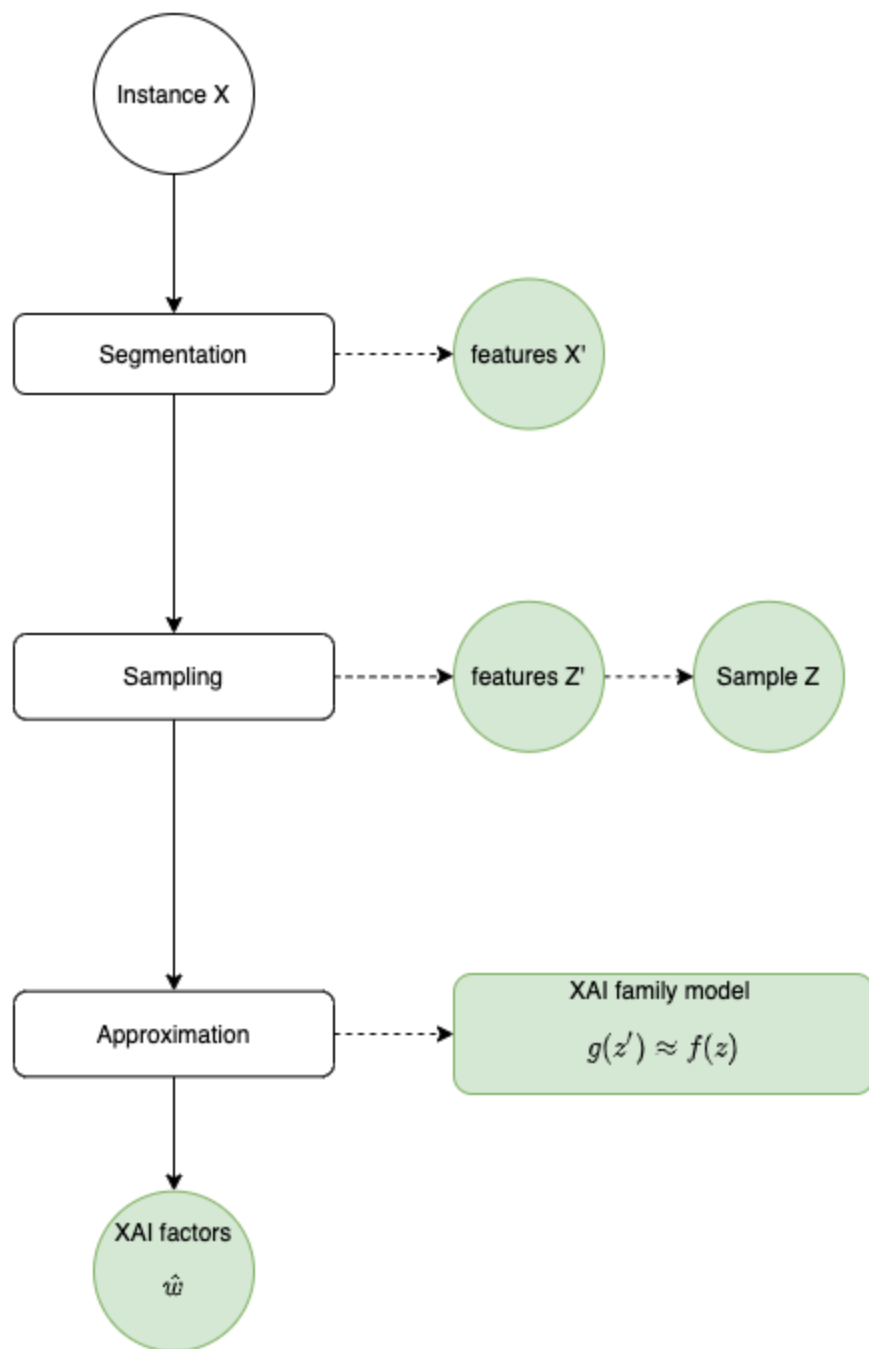 Instance X
Segmentation
features X'
Sampling
features Z'
Sample Z
Approximation
XAI family model
g(z′) ≈ f(z)
XAI factors
ŵ